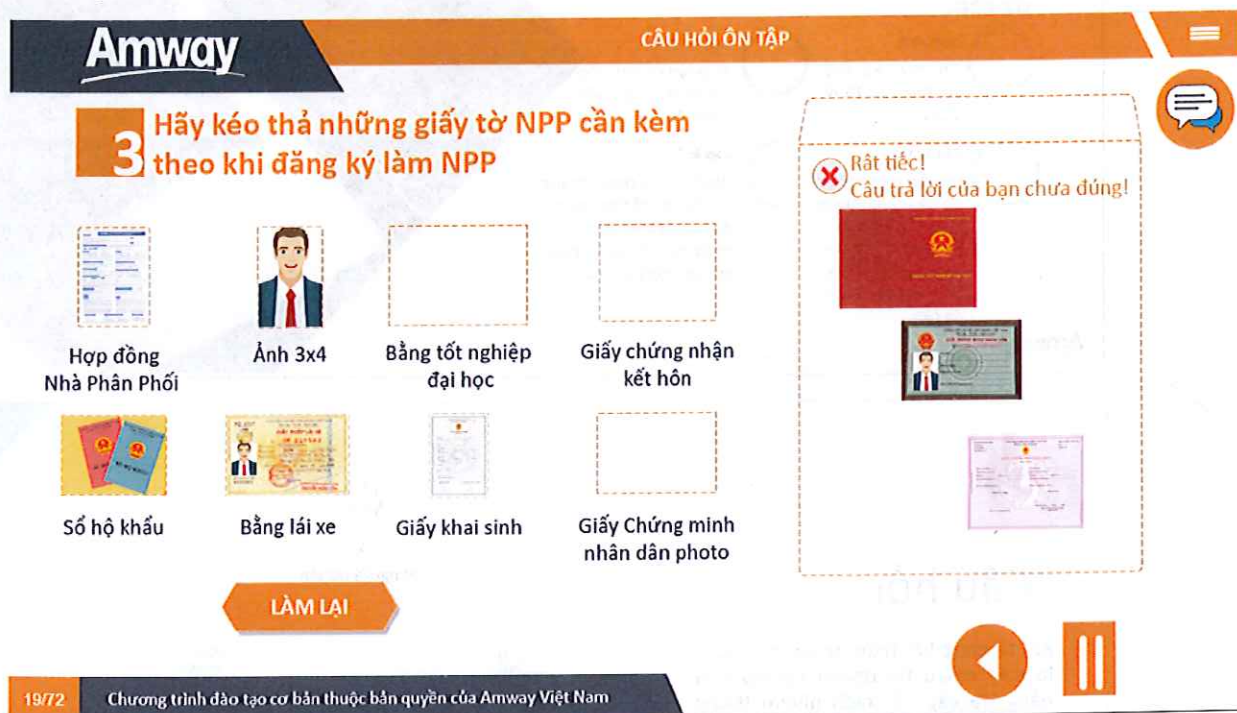 Amway
CÂU HỎI ÔN TẬP
3
Hãy kéo thả những giấy tờ NPP cần kèm
theo khi đăng ký làm NPP
Rất tiếc!
Câu trả lời của bạn chưa đúng!
Hợp đồng
Nhà Phân Phối
Ảnh 3x4
Bằng tốt nghiệp
đại học
Giấy chứng nhận
kết hôn
Sổ hộ khẩu
Bằng lái xe
Giấy khai sinh
Giấy Chứng minh
nhân dân photo
LÀM LẠI
19/72
Chương trình đào tạo cơ bản thuộc bản quyền của Amway Việt Nam